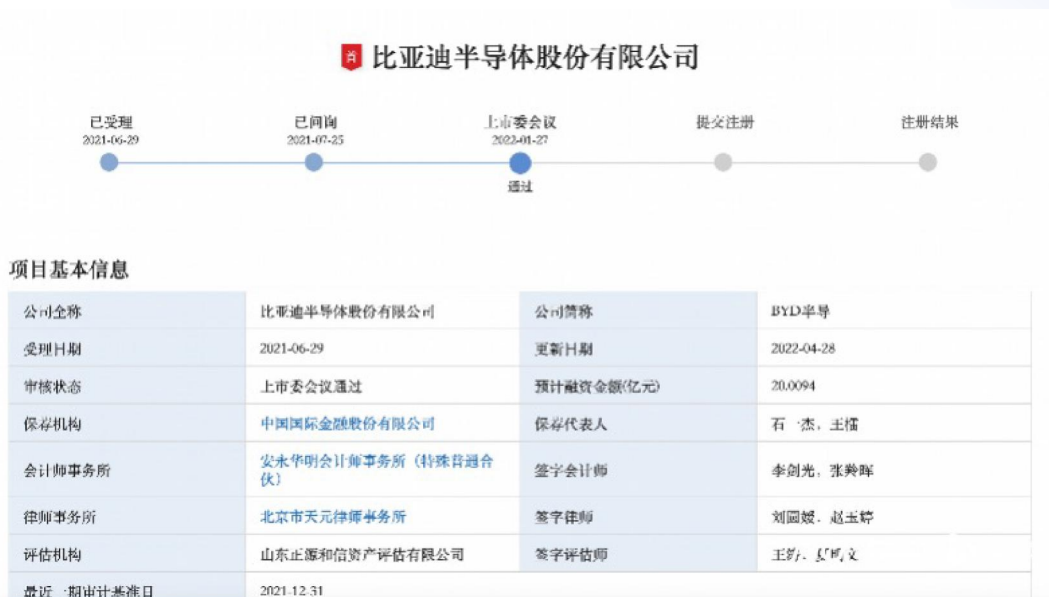 首
比亚迪半导体股份有限公司
已受理 已问询 上市委会议 提交注册 注册结果
2021-06-29 2021-07-25 2022-01-27
通过
项目基本信息
公司全称 比亚迪半导体股份有限公司 公司简称 BYD半导
受理日期 2021-06-29 更新日期 2022-04-28
审核状态 上市委会议通过 预计融资金额(亿元) 20.0094
保荐机构 中国国际金融股份有限公司 保荐代表人 石一杰，王檑
会计师事务所 安永华明会计师事务所（特殊普通合
伙） 签字会计师 李剑光，张羚晖
律师事务所 北京市天元律师事务所 签字律师 刘圆媛、赵玉婷
评估机构 山东正源和信资产评估有限公司 签字评估师 王
最近一期审计基准日 2021-12-31